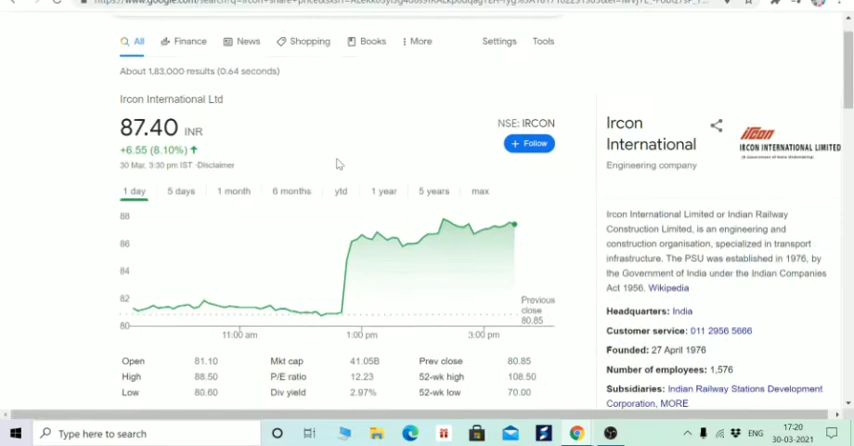 All Finance News Shopping Books More Settings Tools
About 1,83,000 results (0.64 seconds)
Ircon International Ltd
87.40 INR
+6.55 (8.10%)
30 Mar, 3:30 pm IST · Disclaimer
NSE: IRCON
+ Follow
1 day 5 days 1 month 6 months ytd 1 year 5 years max
88
86
84
82
80
Previous
close
80.85
11:00 am 1:00 pm 3:00 pm
Open 81.10 Mkt cap 41.05B Prev close 80.85
High 88.50 P/E ratio 12.23 52-wk high 108.50
Low 80.60 Div yield 2.97% 52-wk low 70.00
Ircon
International
Engineering company
ircon
IRCON INTERNATIONAL LIMITED
Ircon International Limited or Indian Railway
Construction Limited, is an engineering and
construction organisation, specialized in transport
infrastructure. The PSU was established in 1976, by
the Government of India under the Indian Companies
Act 1956. Wikipedia
Headquarters: India
Customer service: 011 2956 5666
Founded: 27 April 1976
Number of employees: 1,576
Subsidiaries: Indian Railway Stations Development
Corporation, MORE
Type here to search
ENG
17:20
30-03-2021